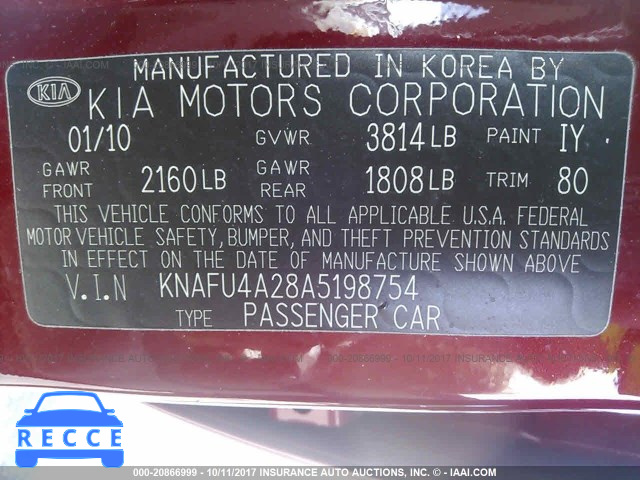 MANUFACTURED IN KOREA BY
KIA KIA MOTORS CORPORATION
01/10 GVWR 3814LB PAINT IY
GAWR FRONT 2160LB GAWR REAR 1808LB TRIM 80
THIS VEHICLE CONFORMS TO ALL APPLICABLE U.S.A. FEDERAL
MOTOR VEHICLE SAFETY, BUMPER, AND THEFT PREVENTION STANDARDS
IN EFFECT ON THE DATE OF MANUFACTURE SHOWN ABOVE
V.I.N KNAFU4A28A5198754
TYPE PASSENGER CAR
RECCE
000-20866999 - 10/11/2017 INSURANCE AUTO AUCTIONS, INC. - © IAAI.COM